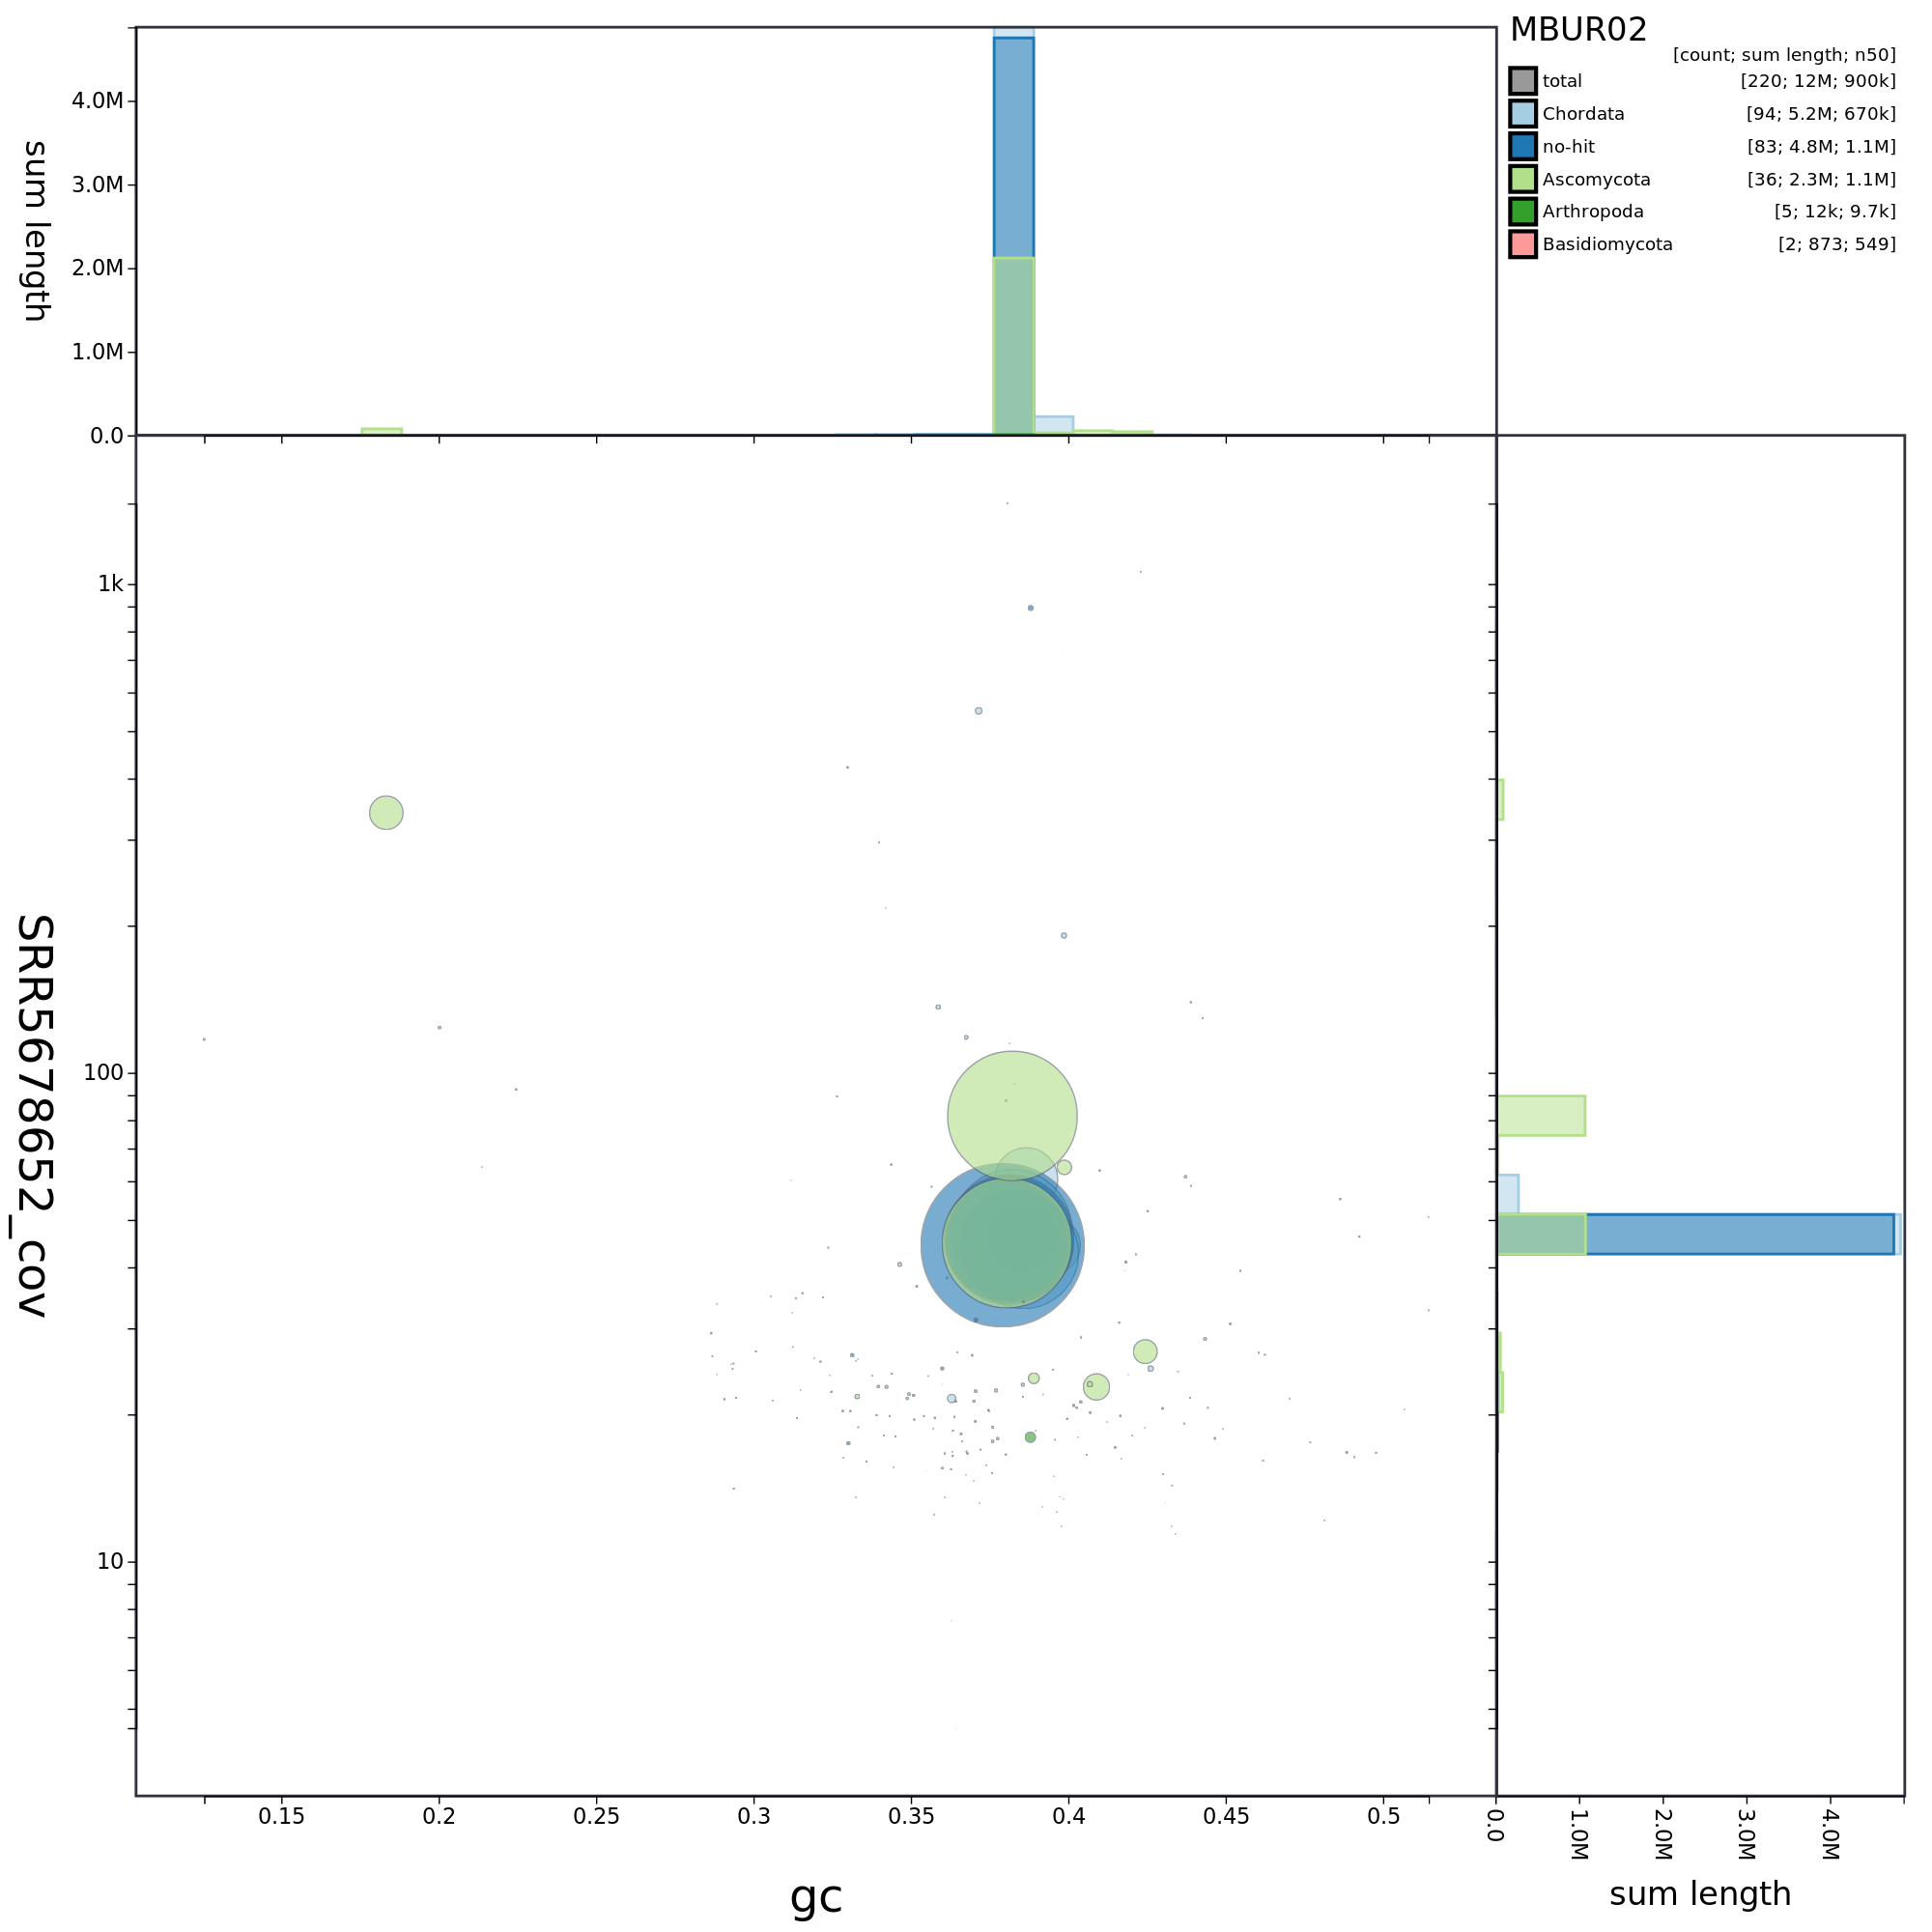 MBUR02
[count; sum length; n50]
total [220; 12M; 900k]
Chordata [94; 5.2M; 670k]
no-hit [83; 4.8M; 1.1M]
Ascomycota [36; 2.3M; 1.1M]
Arthropoda [5; 12k; 9.7k]
Basidiomycota [2; 873; 549]
sum length
4.0M
3.0M
2.0M
1.0M
0.0
SRR5678652_cov
1k
100
10
0.15 0.2 0.25 0.3 0.35 0.4 0.45 0.5
gc
0.0 1.0M 2.0M 3.0M 4.0M
sum length